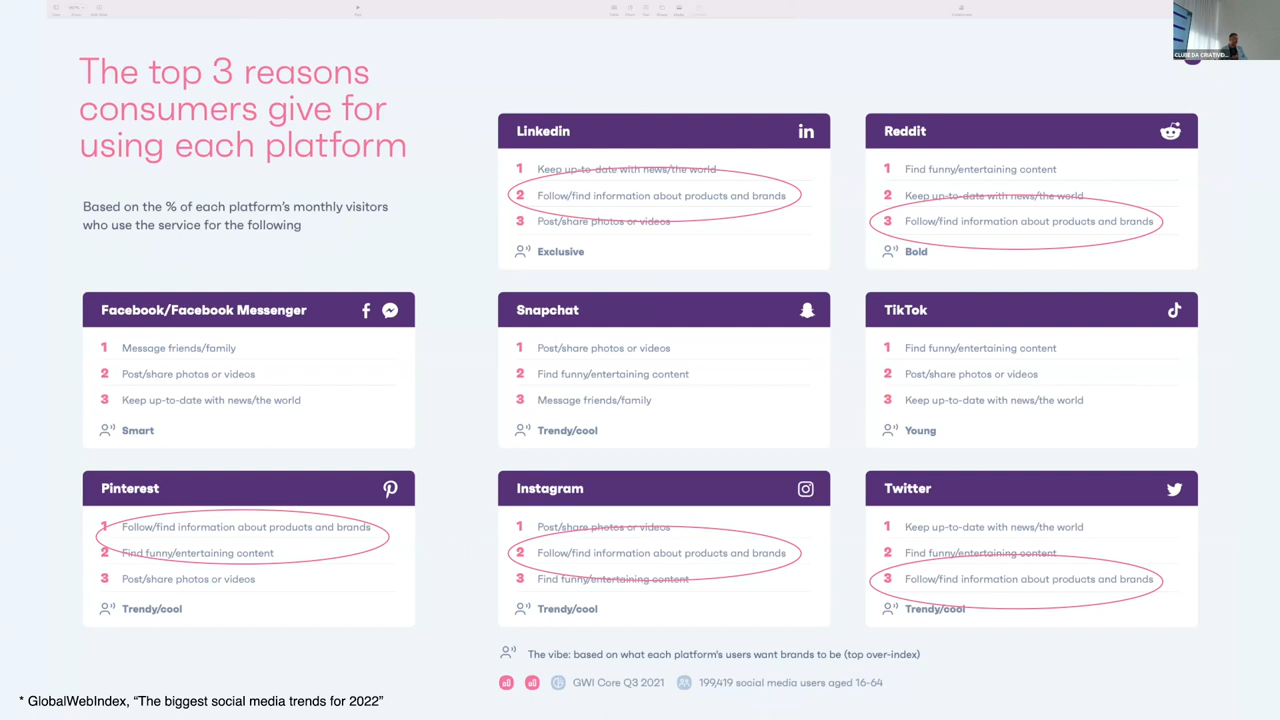 CLUBE DA CRIATIVID...
The top 3 reasons
consumers give for
using each platform
Based on the % of each platform's monthly visitors
who use the service for the following
Linkedin
1 Keep up-to-date with news/the world
2 Follow/find information about products and brands
3 Post/share photos or videos
Exclusive
Reddit
1 Find funny/entertaining content
2 Keep up-to-date with news/the world
3 Follow/find information about products and brands
Bold
Facebook/Facebook Messenger
1 Message friends/family
2 Post/share photos or videos
3 Keep up-to-date with news/the world
Smart
Snapchat
1 Post/share photos or videos
2 Find funny/entertaining content
3 Message friends/family
Trendy/cool
TikTok
1 Find funny/entertaining content
2 Post/share photos or videos
3 Keep up-to-date with news/the world
Young
Pinterest
1 Follow/find information about products and brands
2 Find funny/entertaining content
3 Post/share photos or videos
Trendy/cool
Instagram
1 Post/share photos or videos
2 Follow/find information about products and brands
3 Find funny/entertaining content
Trendy/cool
Twitter
1 Keep up-to-date with news/the world
2 Find funny/entertaining content
3 Follow/find information about products and brands
Trendy/cool
The vibe: based on what each platform's users want brands to be (top over-index)
GWI Core Q3 2021 199,419 social media users aged 16-64
* GlobalWebIndex, “The biggest social media trends for 2022”